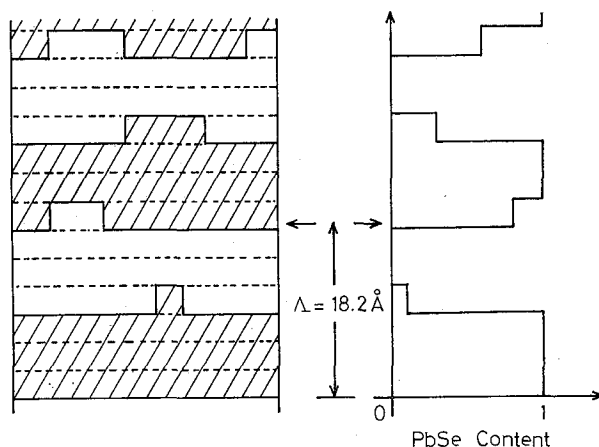 Λ = 18.2 Å
0
1
PbSe Content